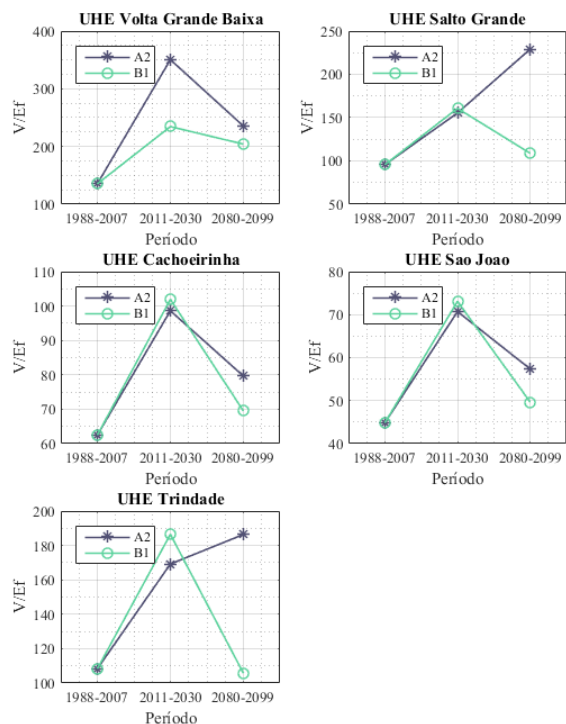 UHE Volta Grande Baixa
400
300
200
100
V/Ef
A2
B1
1988-2007 2011-2030 2080-2099
Período
UHE Salto Grande
250
200
150
100
50
V/Ef
A2
B1
1988-2007 2011-2030 2080-2099
Período
UHE Cachoeirinha
110
100
90
80
70
60
V/Ef
A2
B1
1988-2007 2011-2030 2080-2099
Período
UHE Sao Joao
80
70
60
50
40
V/Ef
A2
B1
1988-2007 2011-2030 2080-2099
Período
UHE Trindade
200
180
160
140
120
100
V/Ef
A2
B1
1988-2007 2011-2030 2080-2099
Período